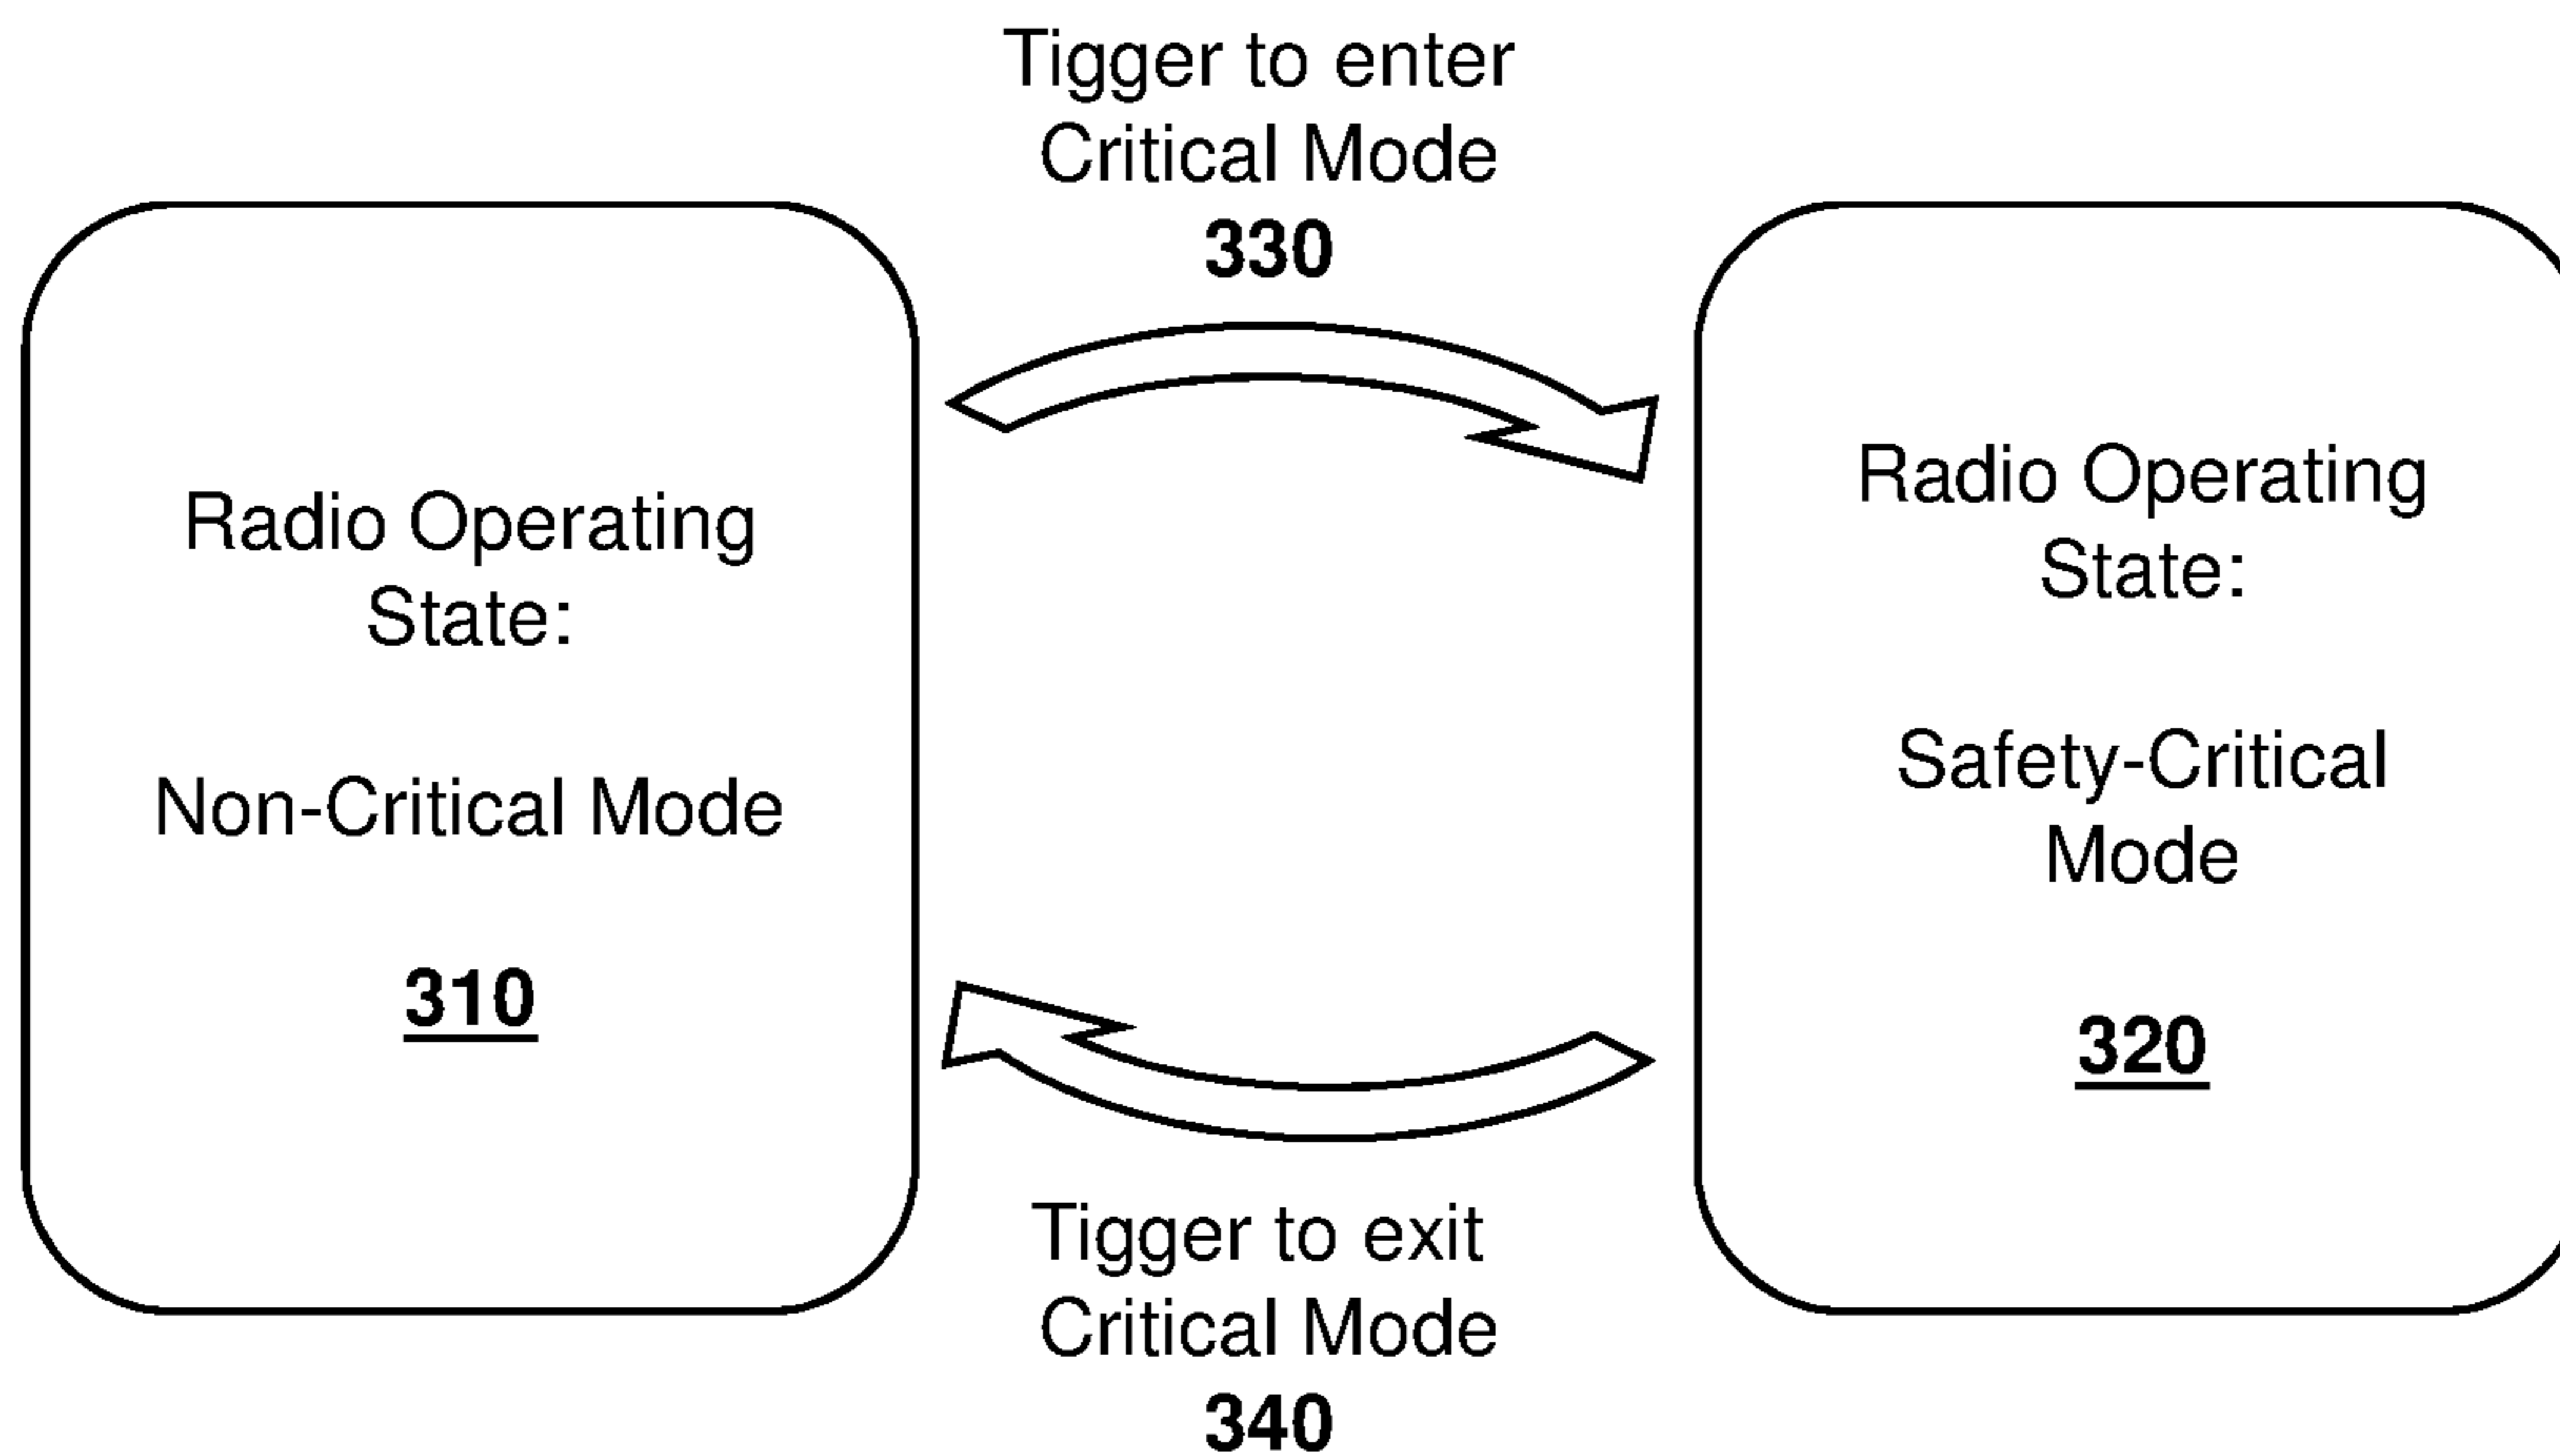 Tigger to enter
Critical Mode
330
Radio Operating
State:
Non-Critical Mode
310
Radio Operating
State:
Safety-Critical
Mode
320
Tigger to exit
Critical Mode
340